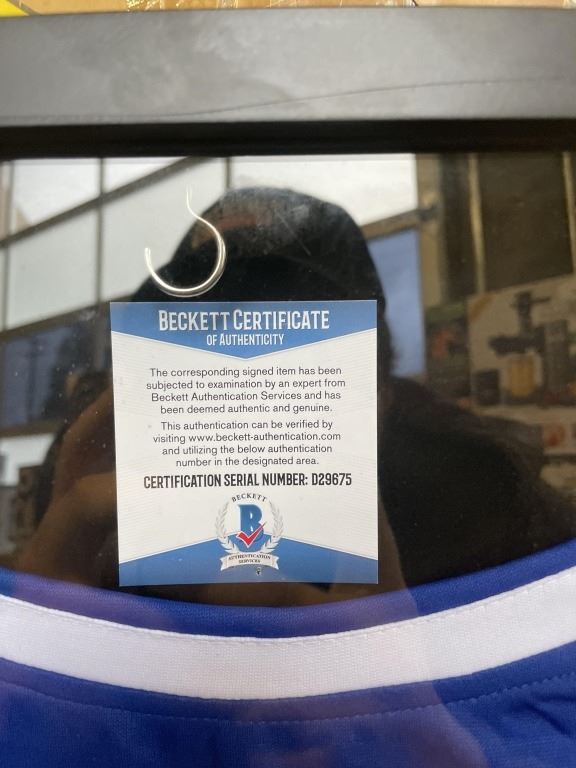 BECKETT CERTIFICATE
OF AUTHENTICITY
The corresponding signed item has been
subjected to examination by an expert from
Beckett Authentication Services and has
been deemed authentic and genuine.
This authentication can be verified by
visiting www.beckett-authentication.com
and utilizing the below authentication
number in the designated area.
CERTIFICATION SERIAL NUMBER: D29675
BECKETT
B
AUTHENTICATION
SERVICES